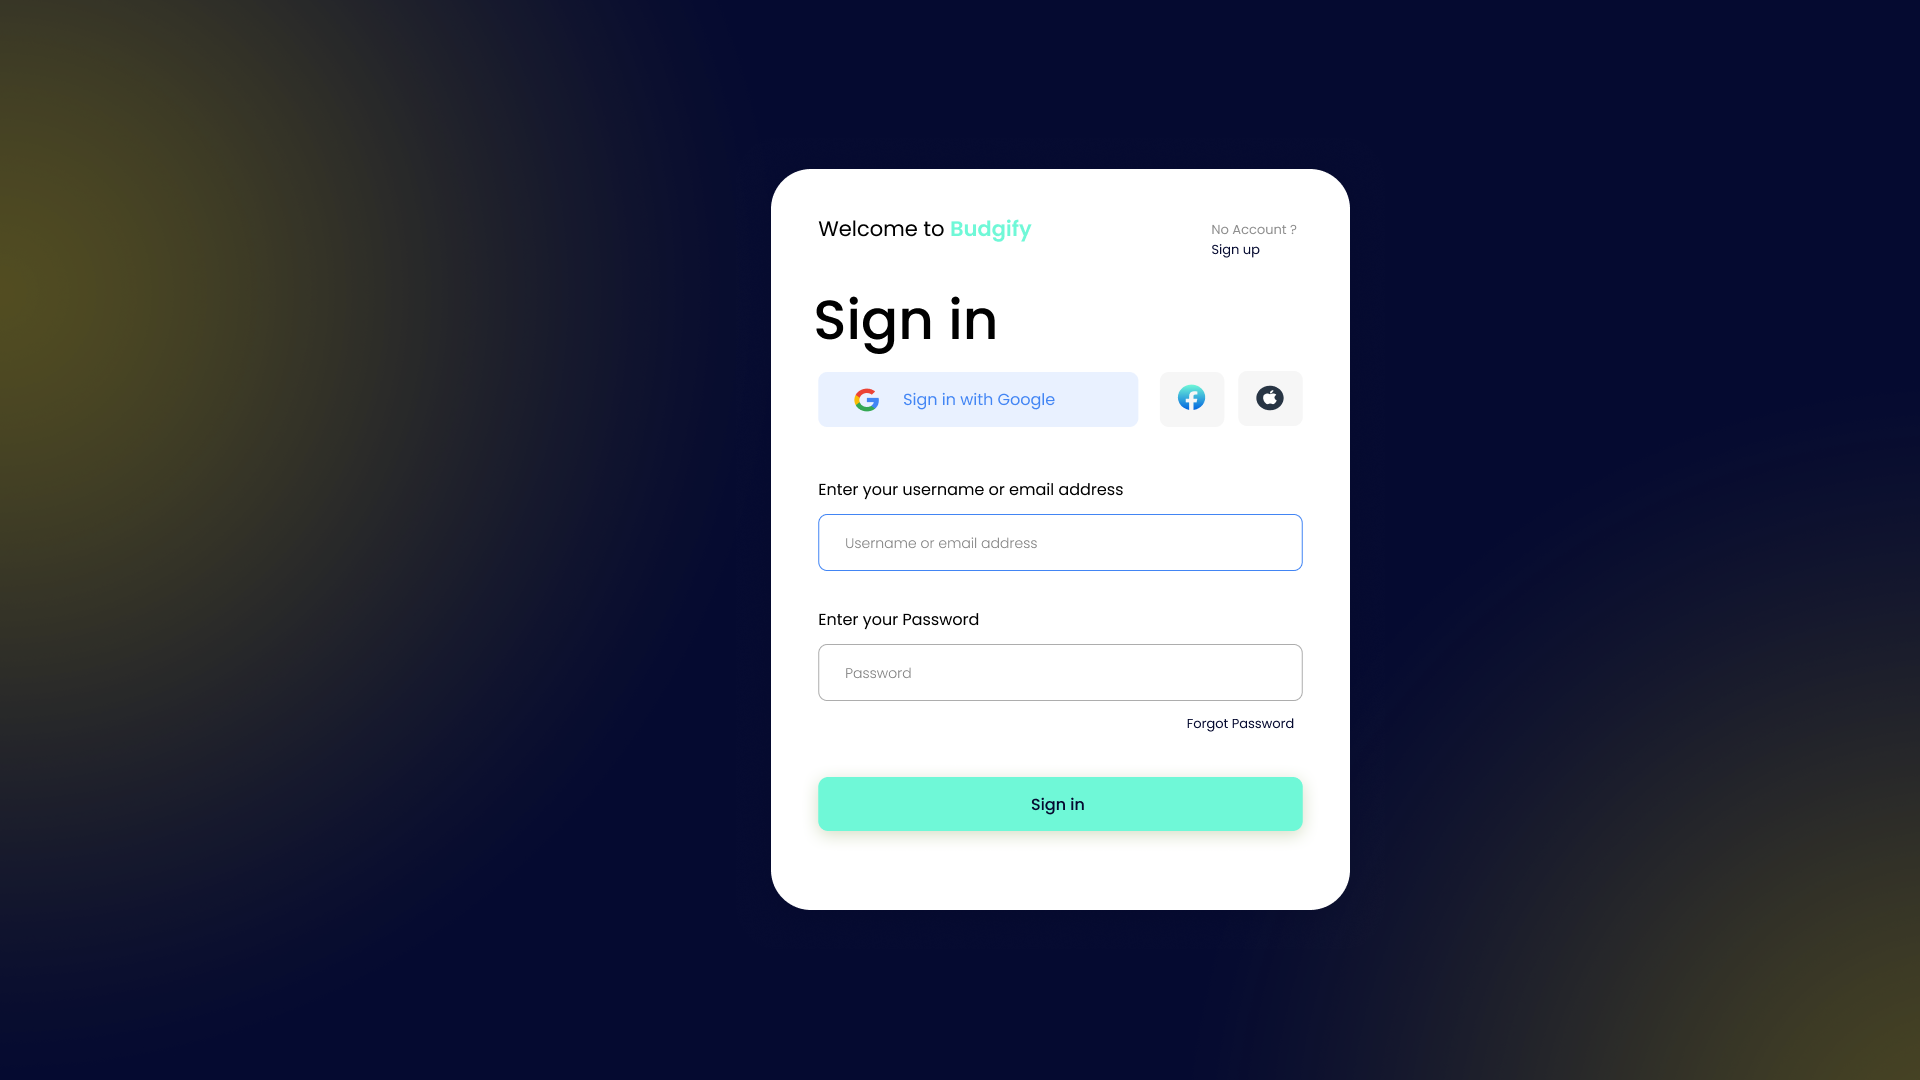 Welcome to Budgify
No Account ?
Sign up
Sign in
Sign in with Google
Enter your username or email address
Username or email address
Enter your Password
Password
Forgot Password
Sign in